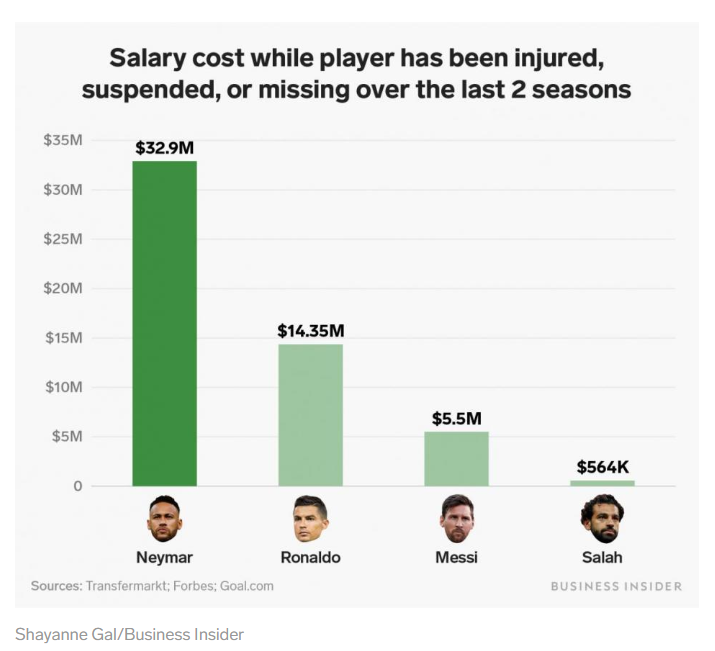 Salary cost while player has been injured,
suspended, or missing over the last 2 seasons
$35M
$32.9M
$30M
$25M
$20M
$15M
$14.35M
$10M
$5M
$5.5M
$564K
0
Neymar
Ronaldo
Messi
Salah
Sources: Transfermarkt; Forbes; Goal.com
BUSINESS INSIDER
Shayanne Gal/Business Insider